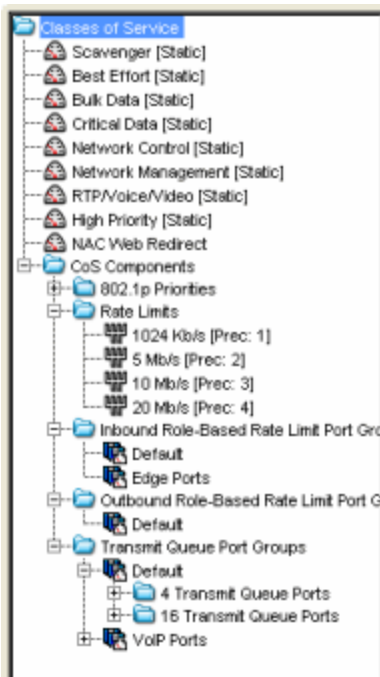 Classes of Service
Scavenger [Static]
Best Effort [Static]
Bulk Data [Static]
Critical Data [Static]
Network Control [Static]
Network Management [Static]
RTP/Voice/Video [Static]
High Priority [Static]
NAC Web Redirect
CoS Components
802.1p Priorities
Rate Limits
1024 Kb/s [Prec: 1]
5 Mb/s [Prec: 2]
10 Mb/s [Prec: 3]
20 Mb/s [Prec: 4]
Inbound Role-Based Rate Limit Port Gro
Default
Edge Ports
Outbound Role-Based Rate Limit Port G
Default
Transmit Queue Port Groups
Default
4 Transmit Queue Ports
16 Transmit Queue Ports
VoIP Ports